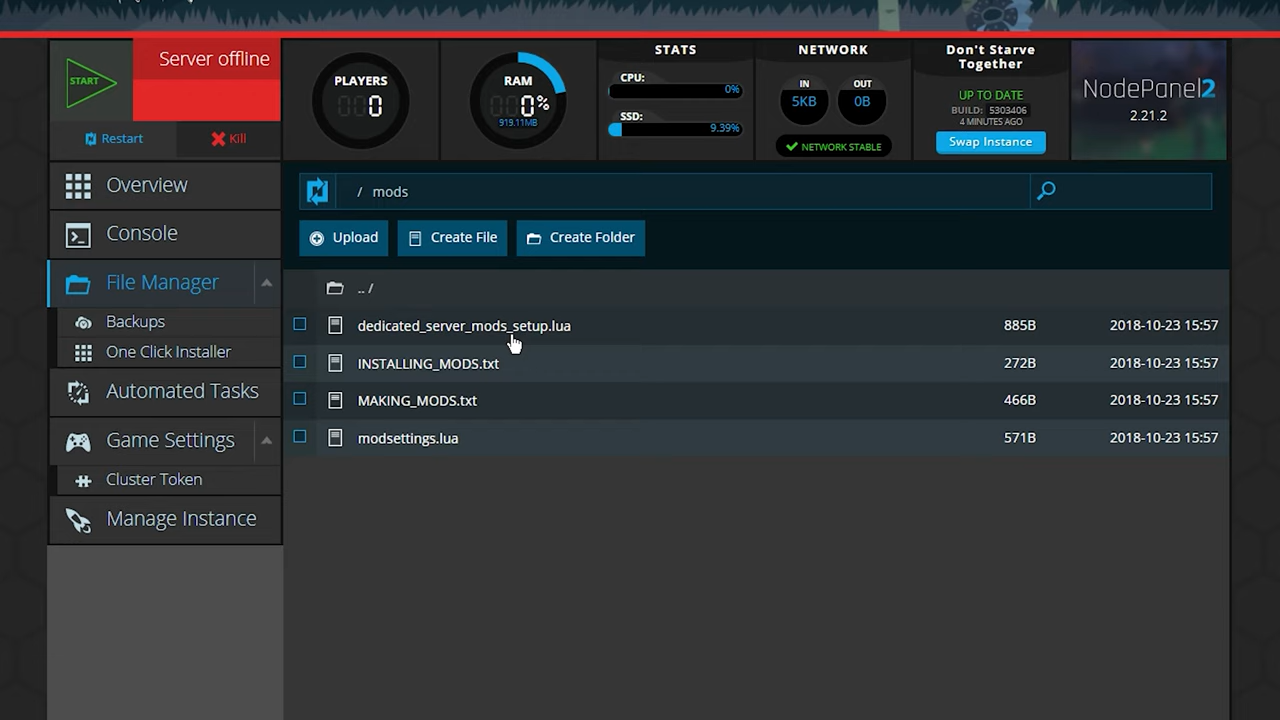 START
Server offline
Restart
Kill
PLAYERS
000
RAM
000%
919.11MB
STATS
CPU:
0%
SSD:
9.39%
NETWORK
IN
OUT
5KB
0B
NETWORK STABLE
Don't Starve
Together
UP TO DATE
BUILD: 5303406
4 MINUTES AGO
Swap Instance
NodePanel2
2.21.2
Overview
Console
File Manager
Backups
One Click Installer
Automated Tasks
Game Settings
Cluster Token
Manage Instance
/ mods
Upload
Create File
Create Folder
.. /
dedicated_server_mods_setup.lua 885B 2018-10-23 15:57
INSTALLING_MODS.txt 272B 2018-10-23 15:57
MAKING_MODS.txt 466B 2018-10-23 15:57
modsettings.lua 571B 2018-10-23 15:57